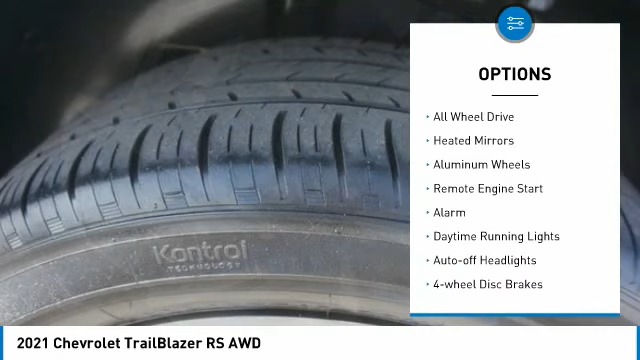 OPTIONS
All Wheel Drive
Heated Mirrors
Aluminum Wheels
Remote Engine Start
Alarm
Daytime Running Lights
Auto-off Headlights
4-wheel Disc Brakes
Kontrol
TECHNOLOGY
2021 Chevrolet TrailBlazer RS AWD